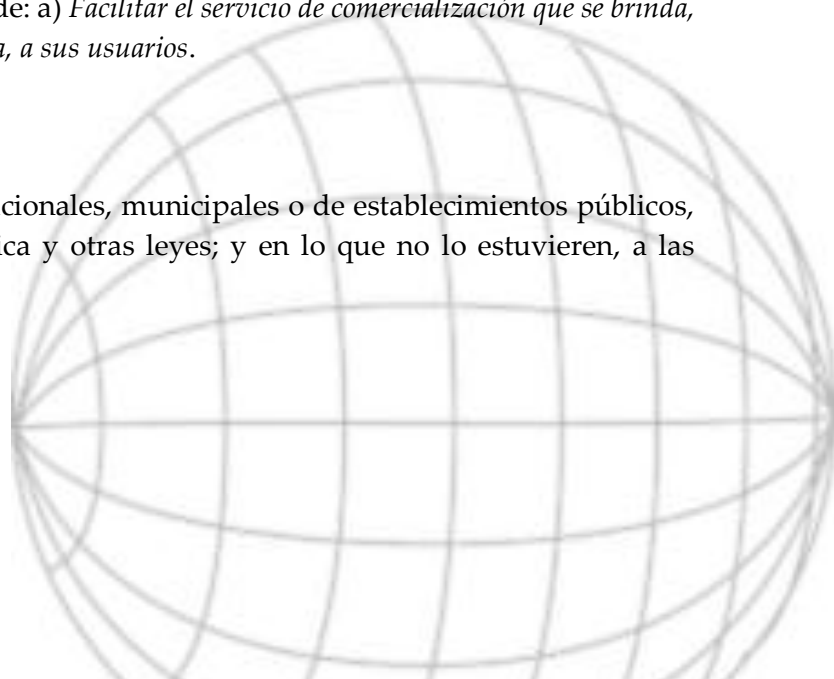 de: a) Facilitar el servicio de comercialización que se brinda,
a, a sus usuarios.
cionales, municipales o de establecimientos públicos,
ica y otras leyes; y en lo que no lo estuvieren, a las